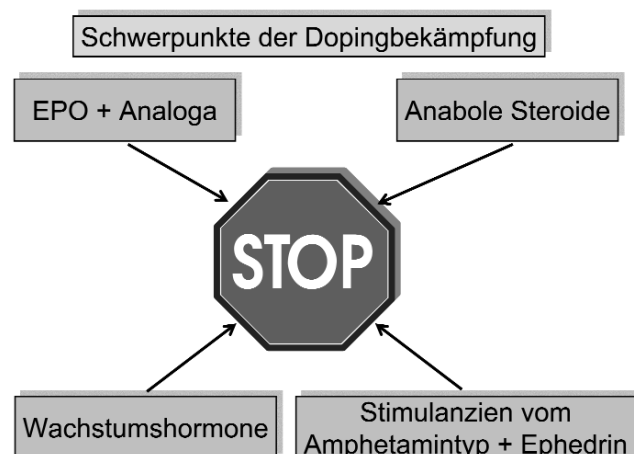 Schwerpunkte der Dopingbekämpfung
EPO + Analoga
Anabole Steroide
STOP
Wachstumshormone
Stimulanzien vom
Amphetamintyp + Ephedrin